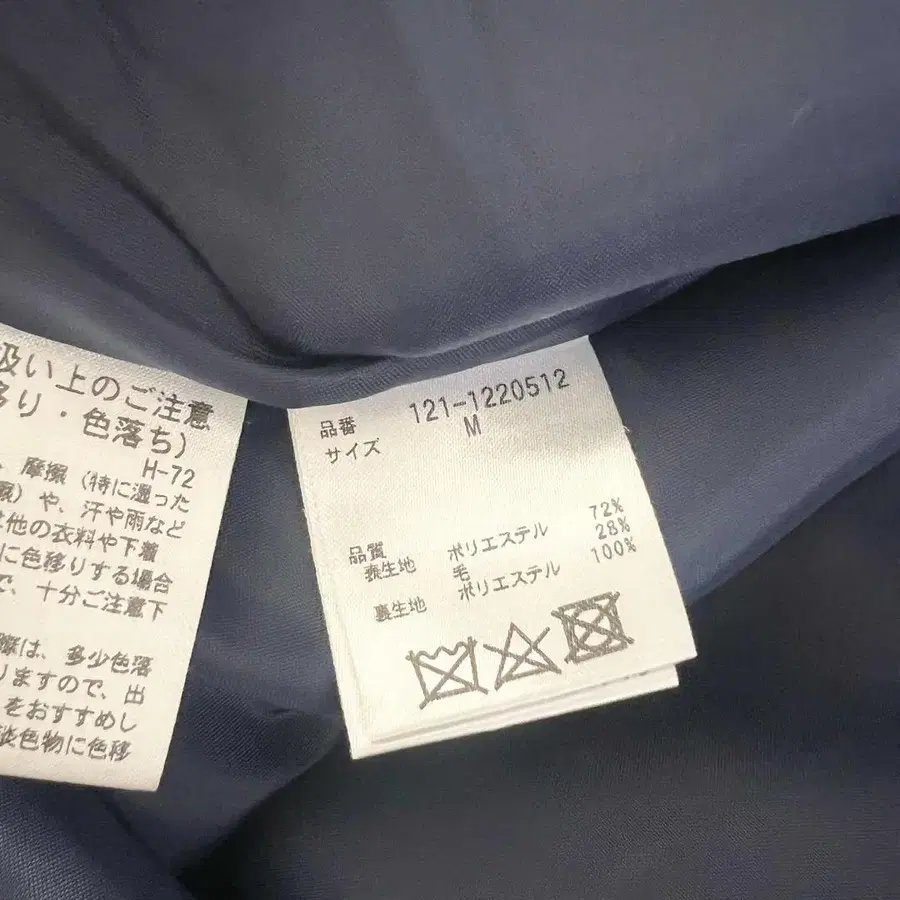 扱い上のご注意
移り・色落ち)
H-72
、摩擦 (特に湿った
擦) や、汗や雨など
他の衣料や下着
に色移りする場合
で、十分ご注意下
際は、多少色落
りますので、出
をおすすめし
淡色物に色移
品番 121-1220512
サイズ M
品質
表生地 ポリエステル 72%
毛 28%
裏生地 ポリエステル 100%